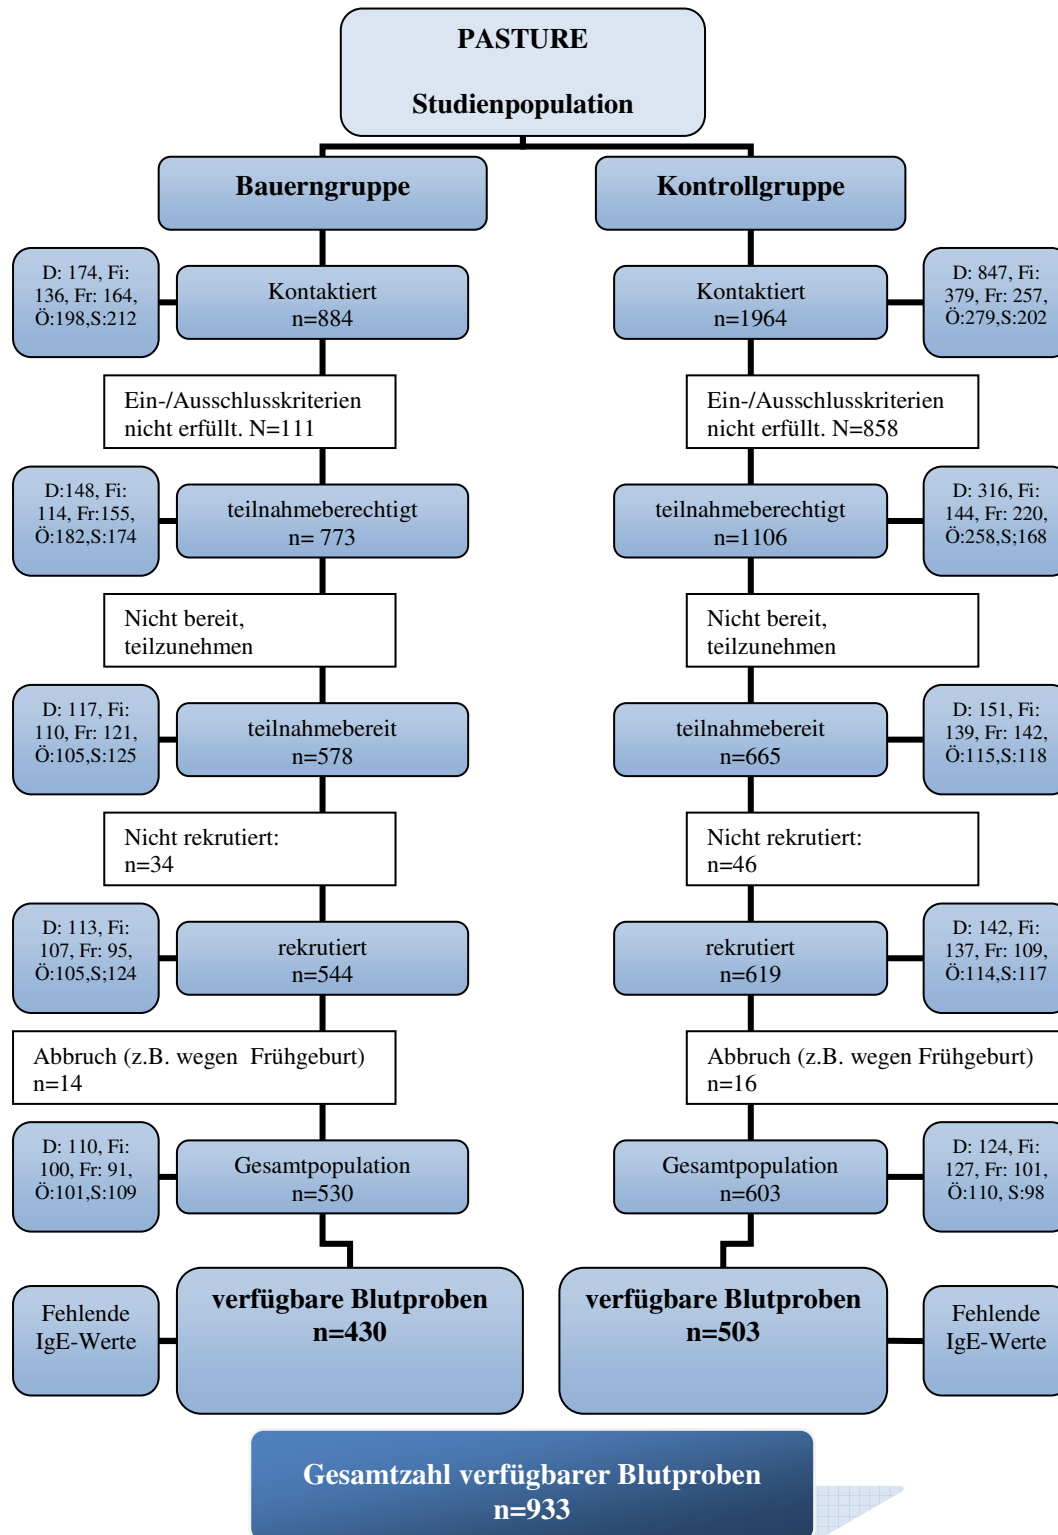 PASTURE
Studienpopulation
Bauerngruppe
Kontrollgruppe
D: 174, Fi:
136, Fr: 164,
Ö:198,S:212
Kontaktiert
n=884
Kontaktiert
n=1964
D: 847, Fi:
379, Fr: 257,
Ö:279,S:202
Ein-/Ausschlusskriterien
nicht erfüllt. N=111
Ein-/Ausschlusskriterien
nicht erfüllt. N=858
D:148, Fi:
114, Fr:155,
Ö:182,S:174
teilnahmeberechtigt
n= 773
teilnahmeberechtigt
n=1106
D: 316, Fi:
144, Fr: 220,
Ö:258,S;168
Nicht bereit,
teilzunehmen
Nicht bereit,
teilzunehmen
D: 117, Fi:
110, Fr: 121,
Ö:105,S:125
teilnahmebereit
n=578
teilnahmebereit
n=665
D: 151, Fi:
139, Fr: 142,
Ö:115,S:118
Nicht rekrutiert:
n=34
Nicht rekrutiert:
n=46
D: 113, Fi:
107, Fr: 95,
Ö:105,S;124
rekrutiert
n=544
rekrutiert
n=619
D: 142, Fi:
137, Fr: 109,
Ö:114,S:117
Abbruch (z.B. wegen Frühgeburt)
n=14
Abbruch (z.B. wegen Frühgeburt)
n=16
D: 110, Fi:
100, Fr: 91,
Ö:101,S:109
Gesamtpopulation
n=530
Gesamtpopulation
n=603
D: 124, Fi:
127, Fr: 101,
Ö:110, S:98
Fehlende
IgE-Werte
verfügbare Blutproben
n=430
verfügbare Blutproben
n=503
Fehlende
IgE-Werte
Gesamtzahl verfügbarer Blutproben
n=933